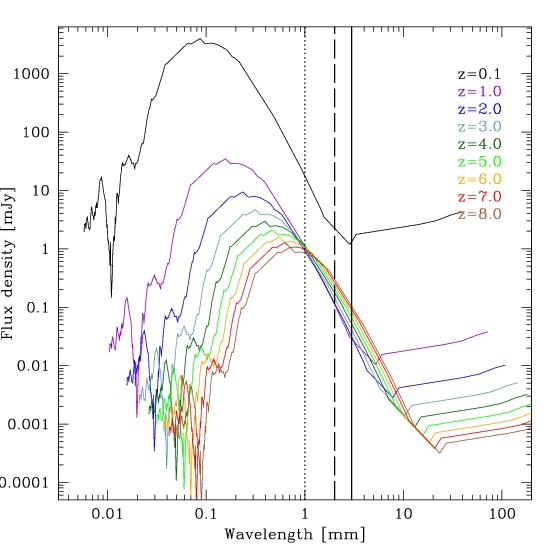 1000
100
10
1
0.1
0.01
0.001
0.0001
Flux density [mJy]
z=0.1
z=1.0
z=2.0
z=3.0
z=4.0
z=5.0
z=6.0
z=7.0
z=8.0
0.01 0.1 1 10 100
Wavelength [mm]